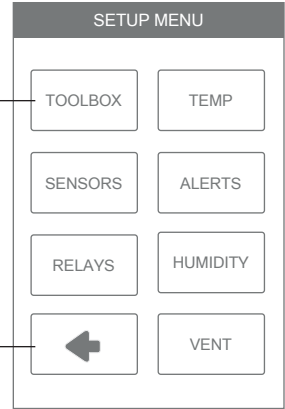 SETUP MENU
TOOLBOX
TEMP
SENSORS
ALERTS
RELAYS
HUMIDITY
VENT